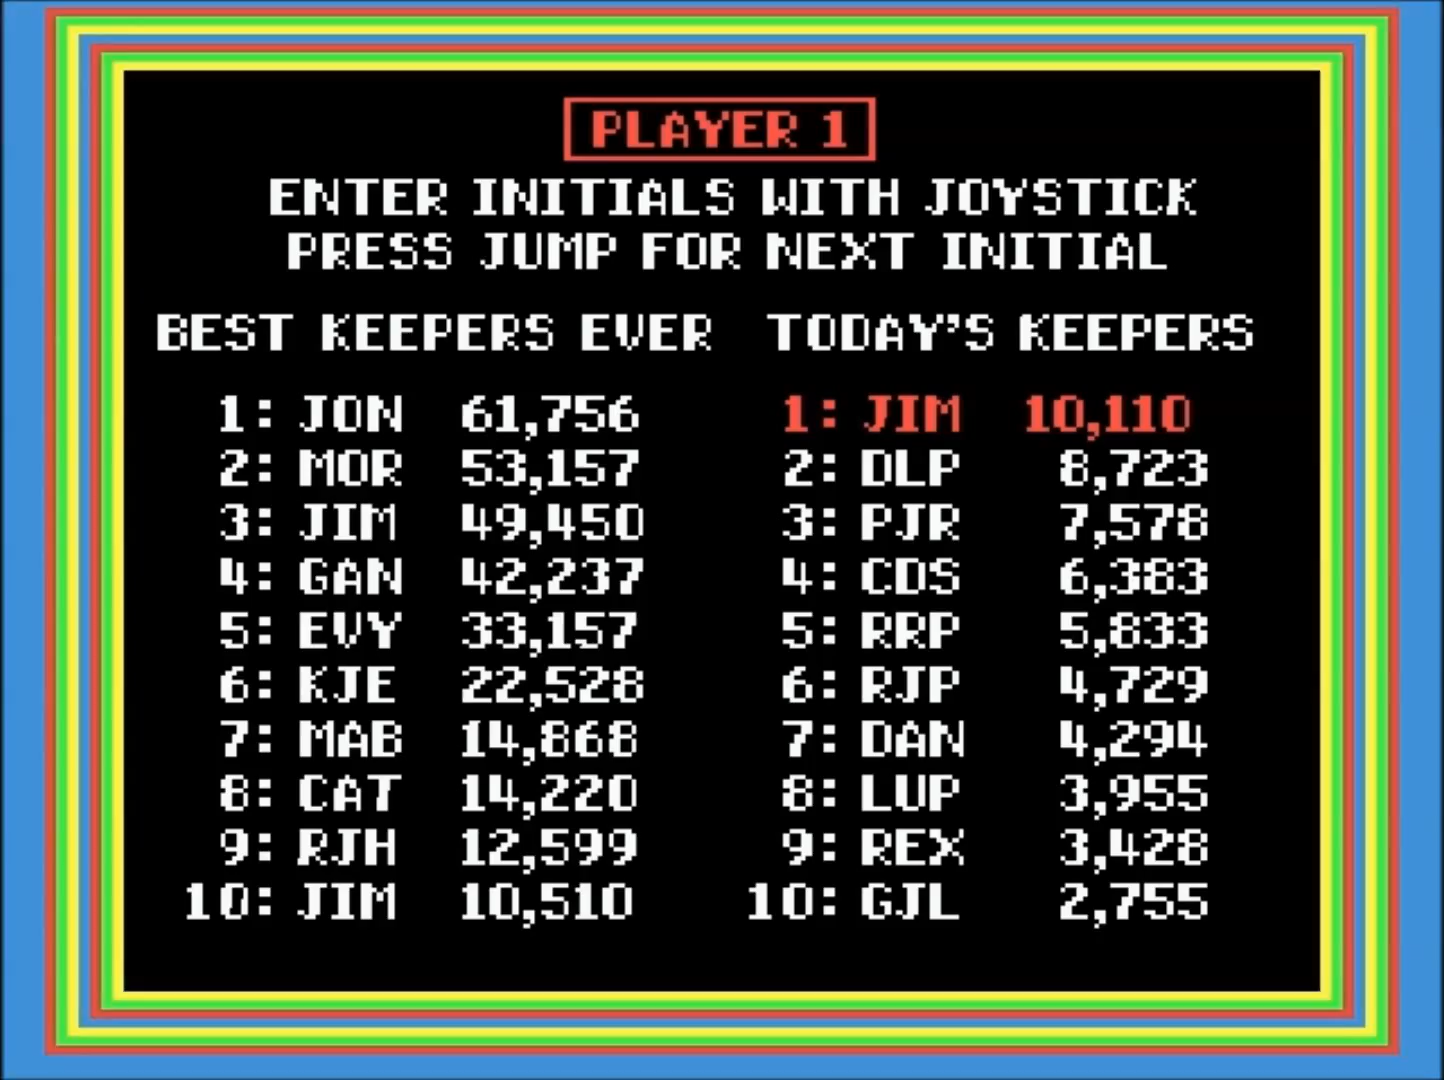 PLAYER 1
ENTER INITIALS WITH JOYSTICK
PRESS JUMP FOR NEXT INITIAL
BEST KEEPERS EVER TODAY'S KEEPERS
1: JON 61,756 1: JIM 10,110
2: MOR 53,157 2: DLP 8,723
3: JIM 49,450 3: PJR 7,578
4: GAN 42,237 4: CDS 6,383
5: EVY 33,157 5: RRP 5,833
6: KJE 22,528 6: RJP 4,729
7: MAB 14,868 7: DAN 4,294
8: CAT 14,220 8: LUP 3,955
9: RJH 12,599 9: REX 3,428
10: JIM 10,510 10: GJL 2,755